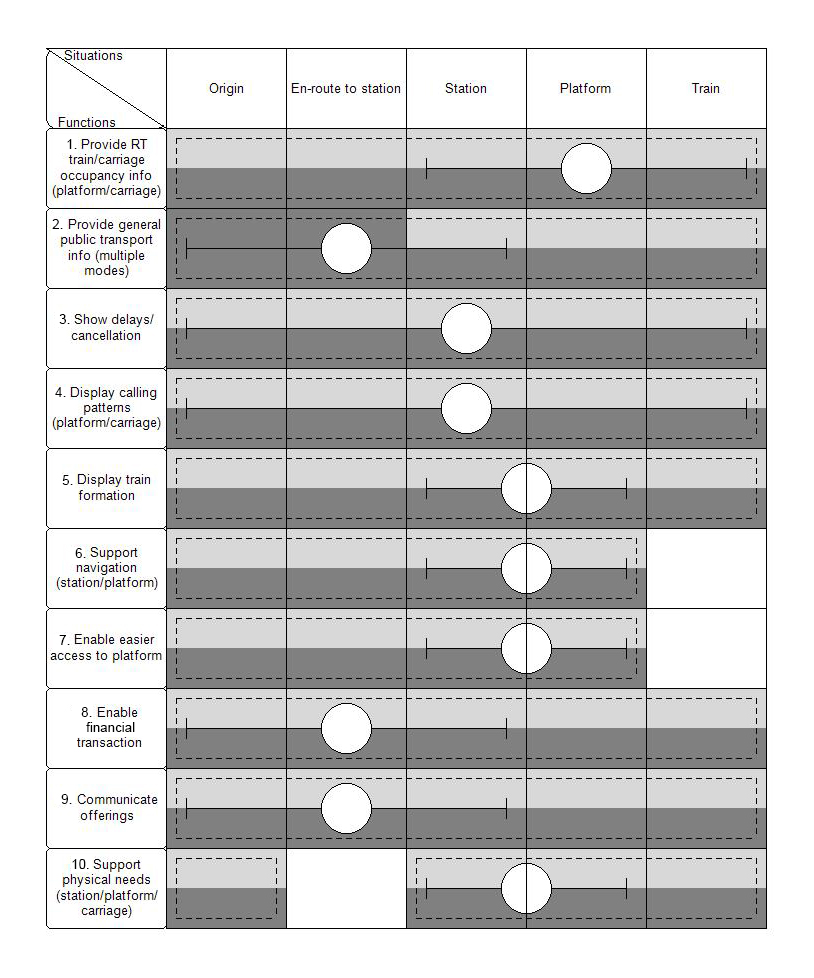 Situations
Functions
Origin
En-route to station
Station
Platform
Train
1. Provide RT
train/carriage
occupancy info
(platform/carriage)
2. Provide general
public transport
info (multiple
modes)
3. Show delays/
cancellation
4. Display calling
patterns
(platform/carriage)
5. Display train
formation
6. Support
navigation
(station/platform)
7. Enable easier
access to platform
8. Enable
financial
transaction
9. Communicate
offerings
10. Support
physical needs
(station/platform/
carriage)